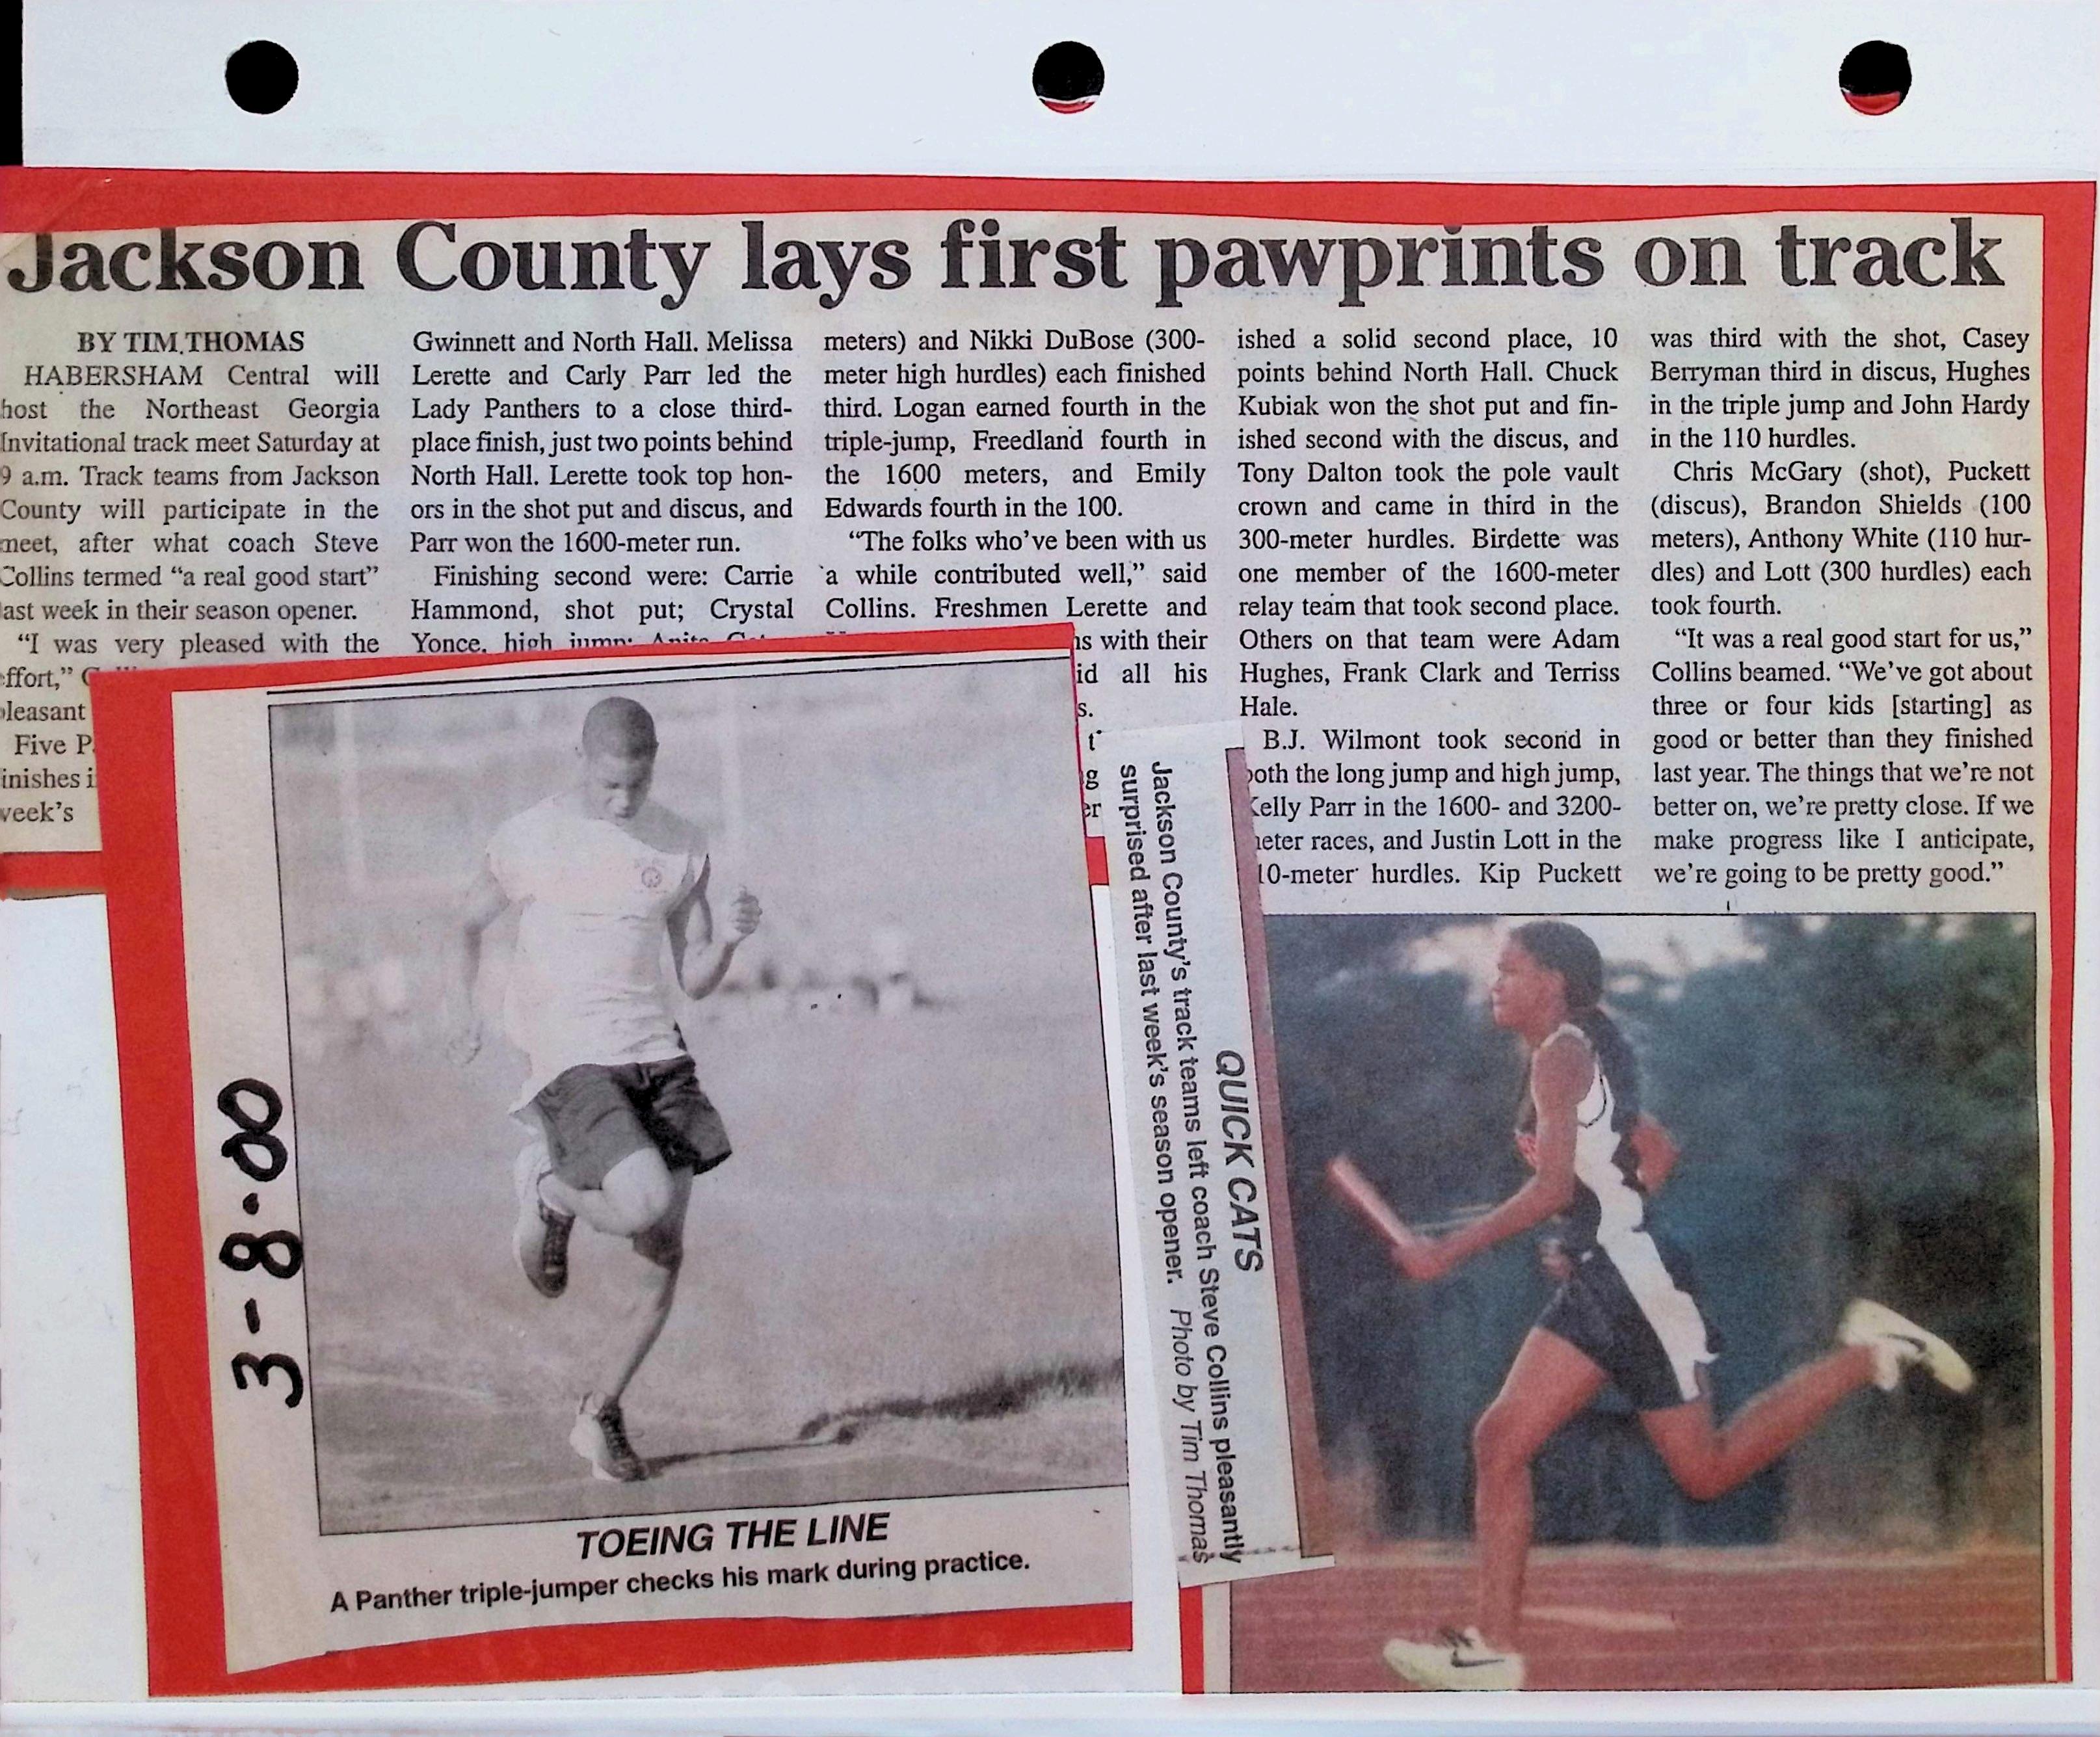 Jackson County lays first pawprints on track
BY TIM THOMAS
HABERSHAM Central will
host the Northeast Georgia
Invitational track meet Saturday at
9 a.m. Track teams from Jackson
County will participate in the
meet, after what coach Steve
Collins termed “a real good start”
last week in their season opener.
“I was very pleased with the
effort,”
pleasant
Five
finishes
week's
Gwinnett and North Hall. Melissa
Lerette and Carly Parr led the
Lady Panthers to a close third-
place finish, just two points behind
North Hall. Lerette took top hon-
ors in the shot put and discus, and
Parr won the 1600-meter run.
Finishing second were: Carrie
Hammond, shot put; Crystal
Yonce, high jump;
meters) and Nikki DuBose (300-
meter high hurdles) each finished
third. Logan earned fourth in the
triple-jump, Freedland fourth in
the 1600 meters, and Emily
Edwards fourth in the 100.
“The folks who've been with us
a while contributed well,” said
Collins. Freshmen Lerette and
with their
all his
ished a solid second place, 10
points behind North Hall. Chuck
Kubiak won the shot put and fin-
ished second with the discus, and
Tony Dalton took the pole vault
crown and came in third in the
300-meter hurdles. Birdette was
one member of the 1600-meter
relay team that took second place.
Others on that team were Adam
Hughes, Frank Clark and Terriss
Hale.
B.J. Wilmont took second in
both the long jump and high jump,
Kelly Parr in the 1600- and 3200-
meter races, and Justin Lott in the
110-meter hurdles. Kip Puckett
was third with the shot, Casey
Berryman third in discus, Hughes
in the triple jump and John Hardy
in the 110 hurdles.
Chris McGary (shot), Puckett
(discus), Brandon Shields (100
meters), Anthony White (110 hur-
dles) and Lott (300 hurdles) each
took fourth.
“It was a real good start for us,”
Collins beamed. “We've got about
three or four kids [starting] as
good or better than they finished
last year. The things that we're not
better on, we're pretty close. If we
make progress like I anticipate,
we're going to be pretty good.”
3-8-00
TOEING THE LINE
A Panther triple-jumper checks his mark during practice.
QUICK CATS
Jackson County's track teams left coach Steve Collins pleasantly
surprised after last week's season opener. Photo by Tim Thomas